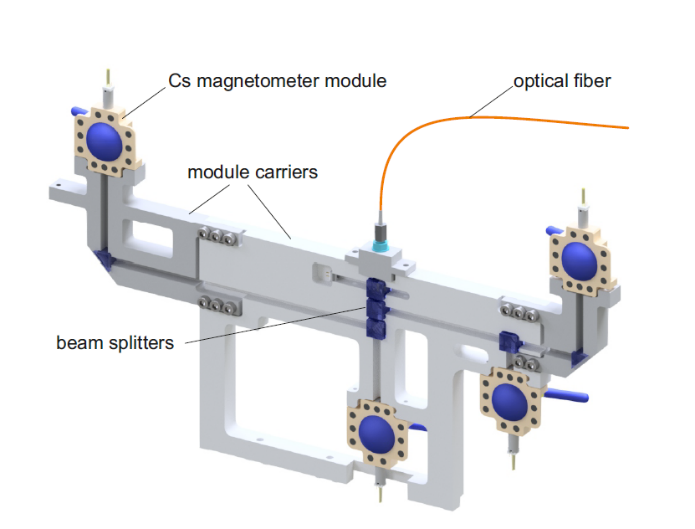 Cs magnetometer module
optical fiber
module carriers
beam splitters